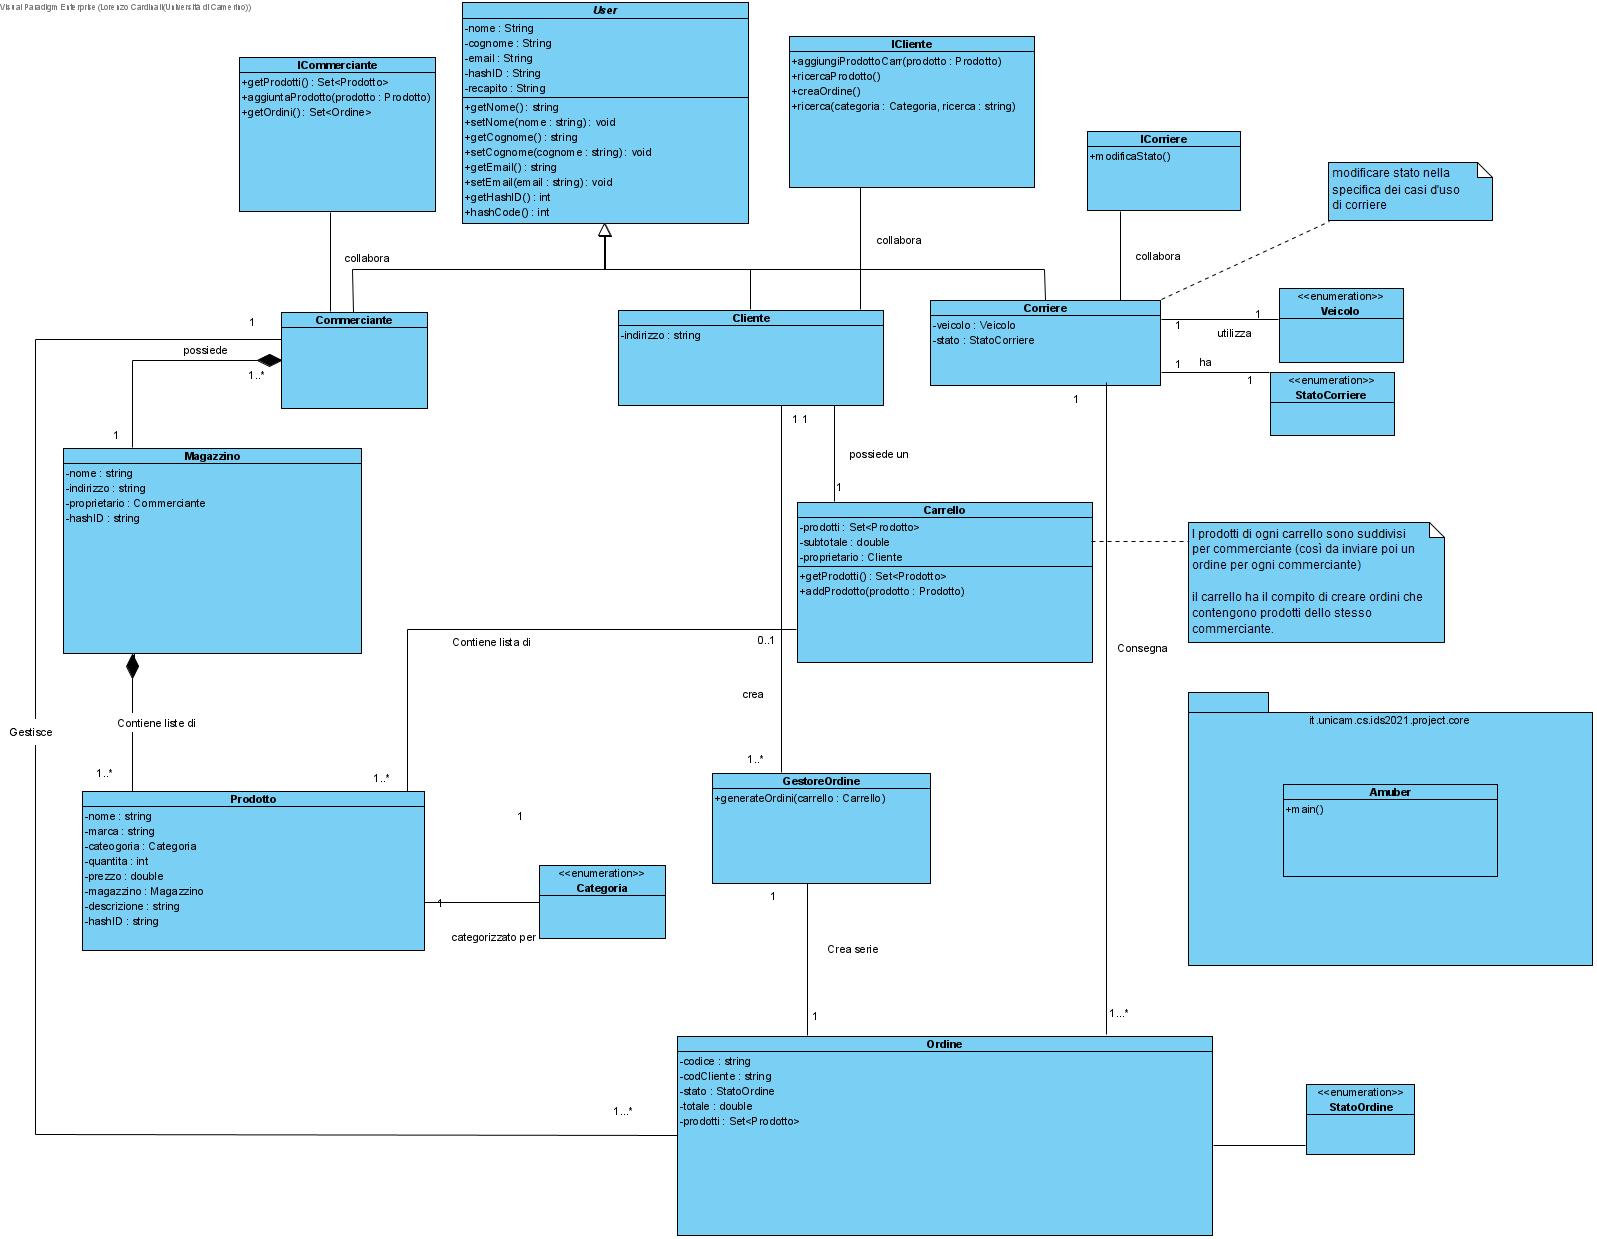 Visual Paradigm Enterprise (Lorenzo Cardinali(Università di Camerino))
User
-nome : String
-cognome : String
-email : String
-hashID : String
-recapito : String
+getNome() : string
+setNome(nome : string) : void
+getCognome() : string
+setCognome(cognome : string) : void
+getEmail() : string
+setEmail(email : string) : void
+getHashID() : int
+hashCode() : int
ICommerciante
+getProdotti() : Set<Prodotto>
+aggiuntaProdotto(prodotto : Prodotto)
+getOrdini() : Set<Ordine>
ICliente
+aggiungiProdottoCarr(prodotto : Prodotto)
+ricercaProdotto()
+creaOrdine()
+ricerca(categoria : Categoria, ricerca : string)
ICorriere
+modificaStato()
modificare stato nella
specifica dei casi d'uso
di corriere
collabora
collabora
collabora
Commerciante
Cliente
-indirizzo : string
Corriere
-veicolo : Veicolo
-stato : StatoCorriere
<<enumeration>>
Veicolo
<<enumeration>>
StatoCorriere
1
possiede
1..*
1
1
1
utilizza
1
ha
1
1
1 1
possiede un
1
Magazzino
-nome : string
-indirizzo : string
-proprietario : Commerciante
-hashID : string
Carrello
-prodotti : Set<Prodotto>
-subtotale : double
-proprietario : Cliente
+getProdotti() : Set<Prodotto>
+addProdotto(prodotto : Prodotto)
I prodotti di ogni carrello sono suddivisi
per commerciante (così da inviare poi un
ordine per ogni commerciante)
il carrello ha il compito di creare ordini che
contengono prodotti dello stesso
commerciante.
Contiene lista di
0..1
Consegna
crea
Gestisce
Contiene liste di
1..*
1..*
1..*
it.unicam.cs.ids2021.project.core
Amuber
+main()
Prodotto
-nome : string
-marca : string
-cateogoria : Categoria
-quantita : int
-prezzo : double
-magazzino : Magazzino
-descrizione : string
-hashID : string
1
1
categorizzato per
<<enumeration>>
Categoria
GestoreOrdine
+generateOrdini(carrello : Carrello)
1
Crea serie
1
1...*
1...*
Ordine
-codice : string
-codCliente : string
-stato : StatoOrdine
-totale : double
-prodotti : Set<Prodotto>
<<enumeration>>
StatoOrdine